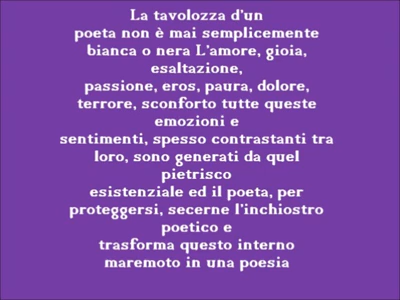 La tavolozza d'un
poeta non è mai semplicemente
bianca o nera L'amore, gioia,
esaltazione,
passione, eros, paura, dolore,
terrore, sconforto tutte queste
emozioni e
sentimenti, spesso contrastanti tra
loro, sono generati da quel
pietrisco
esistenziale ed il poeta, per
proteggersi, secerne l'inchiostro
poetico e
trasforma questo interno
maremoto in una poesia